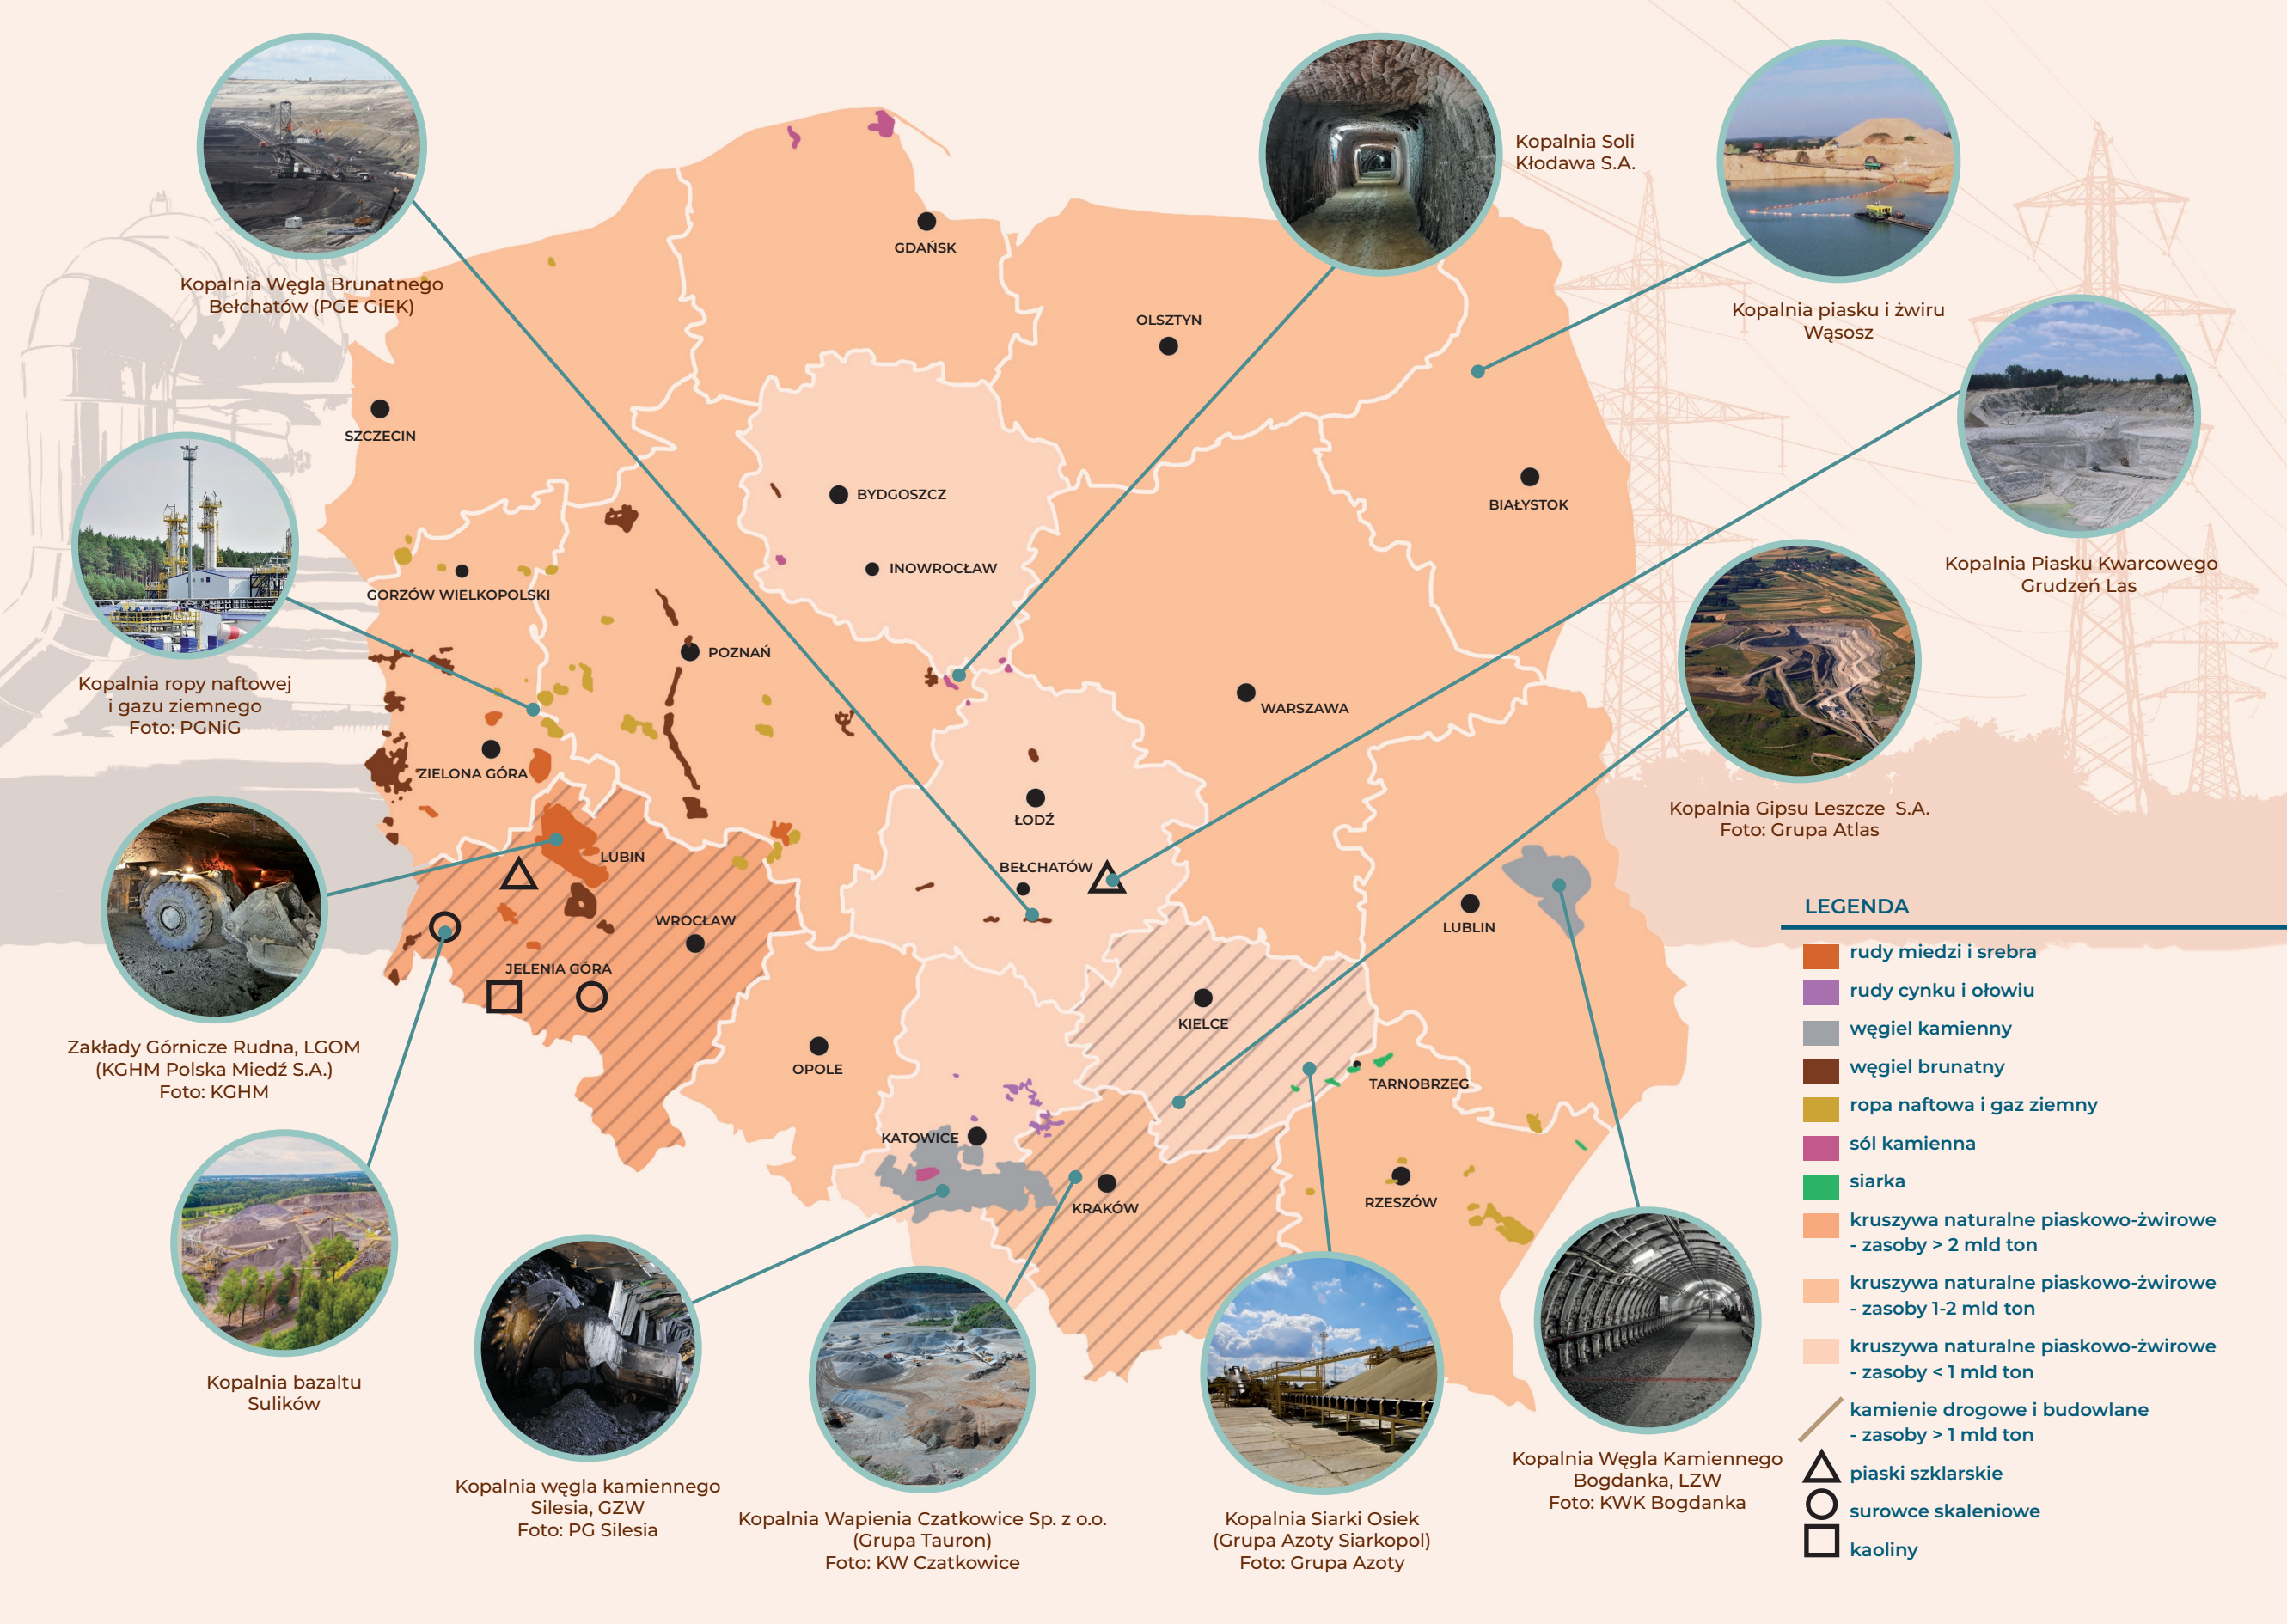 Kopalnia Soli
Kłodawa S.A.
GDAŃSK
Kopalnia Węgla Brunatnego
Bełchatów (PGE GiEK)
OLSZTYN
Kopalnia piasku i żwiru
Wąsosz
SZCZECIN
BYDGOSZCZ
BIAŁYSTOK
INOWROCŁAW
Kopalnia Piasku Kwarcowego
Grudzeń Las
GORZÓW WIELKOPOLSKI
POZNAŃ
Kopalnia ropy naftowej
i gazu ziemnego
Foto: PGNiG
WARSZAWA
ZIELONA GÓRA
Kopalnia Gipsu Leszcze S.A.
Foto: Grupa Atlas
ŁODŹ
LUBIN
BEŁCHATÓW
WROCŁAW
LUBLIN
JELENIA GÓRA
KIELCE
Zakłady Górnicze Rudna, LGOM
(KGHM Polska Miedź S.A.)
Foto: KGHM
OPOLE
TARNOBRZEG
KATOWICE
KRAKÓW
RZESZÓW
Kopalnia bazaltu
Sulików
Kopalnia węgla kamiennego
Silesia, GZW
Foto: PG Silesia
Kopalnia Wapienia Czatkowice Sp. z o.o.
(Grupa Tauron)
Foto: KW Czatkowice
Kopalnia Siarki Osiek
(Grupa Azoty Siarkopol)
Foto: Grupa Azoty
Kopalnia Węgla Kamiennego
Bogdanka, LZW
Foto: KWK Bogdanka
LEGENDA
rudy miedzi i srebra
rudy cynku i ołowiu
węgiel kamienny
węgiel brunatny
ropa naftowa i gaz ziemny
sól kamienna
siarka
kruszywa naturalne piaskowo-żwirowe
- zasoby > 2 mld ton
kruszywa naturalne piaskowo-żwirowe
- zasoby 1-2 mld ton
kruszywa naturalne piaskowo-żwirowe
- zasoby < 1 mld ton
kamienie drogowe i budowlane
- zasoby > 1 mld ton
piaski szklarskie
surowce skaleniowe
kaoliny